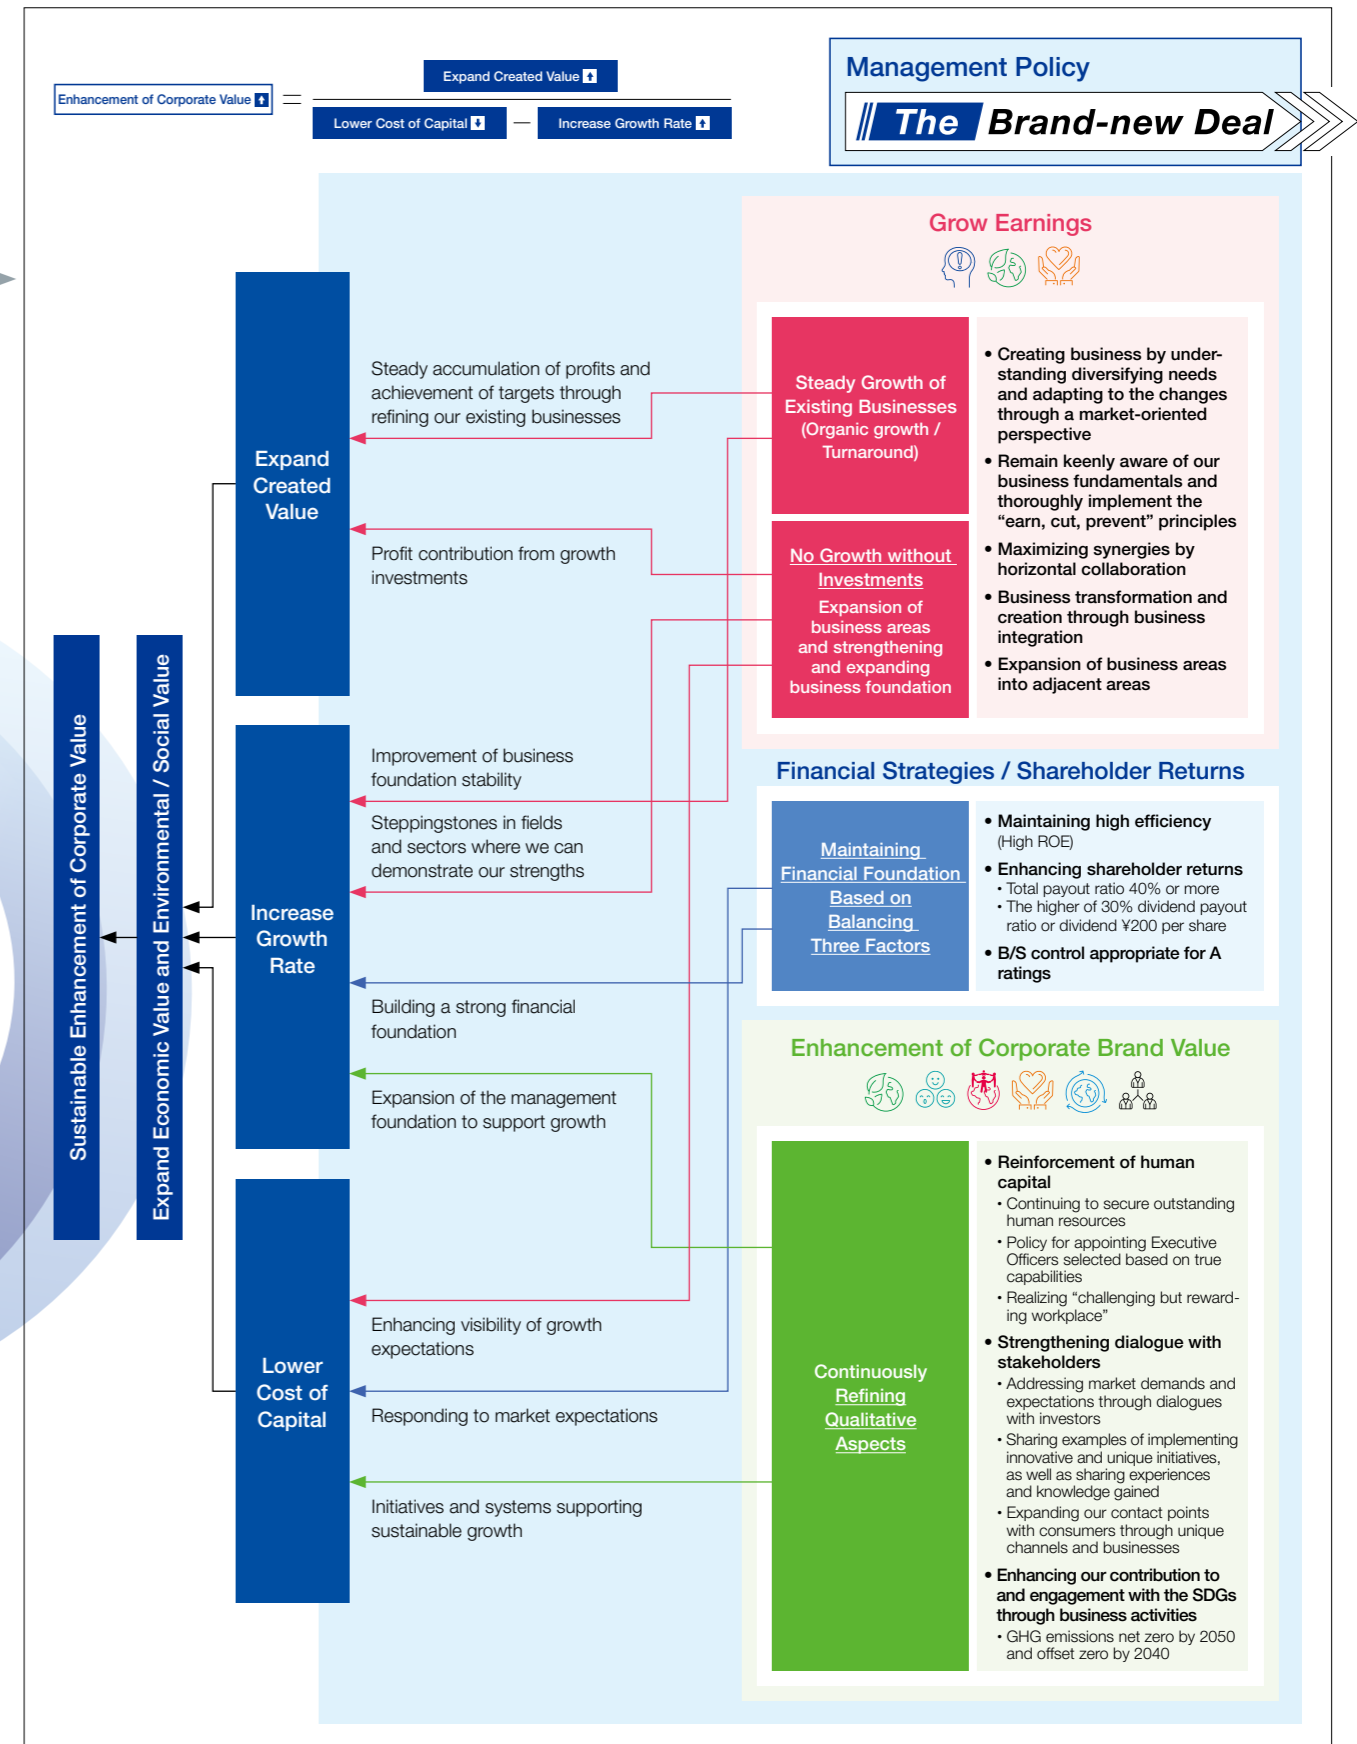 Enhancement of Corporate Value
=
Expand Created Value
Lower Cost of Capital
—
Increase Growth Rate
Management Policy
The Brand-new Deal
Grow Earnings
Steady Growth of
Existing Businesses
(Organic growth /
Turnaround)
No Growth without
Investments
Expansion of
business areas
and strengthening
and expanding
business foundation
• Creating business by under-
standing diversifying needs
and adapting to the changes
through a market-oriented
perspective
• Remain keenly aware of our
business fundamentals and
thoroughly implement the
“earn, cut, prevent” principles
• Maximizing synergies by
horizontal collaboration
• Business transformation and
creation through business
integration
• Expansion of business areas
into adjacent areas
Financial Strategies / Shareholder Returns
Maintaining
Financial Foundation
Based on
Balancing
Three Factors
• Maintaining high efficiency
(High ROE)
• Enhancing shareholder returns
• Total payout ratio 40% or more
• The higher of 30% dividend payout
ratio or dividend ¥200 per share
• B/S control appropriate for A
ratings
Enhancement of Corporate Brand Value
Continuously
Refining
Qualitative
Aspects
• Reinforcement of human
capital
• Continuing to secure outstanding
human resources
• Policy for appointing Executive
Officers selected based on true
capabilities
• Realizing “challenging but reward-
ing workplace”
• Strengthening dialogue with
stakeholders
• Addressing market demands and
expectations through dialogues
with investors
• Sharing examples of implementing
innovative and unique initiatives,
as well as sharing experiences
and knowledge gained
• Expanding our contact points
with consumers through unique
channels and businesses
• Enhancing our contribution to
and engagement with the SDGs
through business activities
• GHG emissions net zero by 2050
and offset zero by 2040
Steady accumulation of profits and
achievement of targets through
refining our existing businesses
Profit contribution from growth
investments
Improvement of business
foundation stability
Steppingstones in fields
and sectors where we can
demonstrate our strengths
Building a strong financial
foundation
Expansion of the management
foundation to support growth
Enhancing visibility of growth
expectations
Responding to market expectations
Initiatives and systems supporting
sustainable growth
Expand
Created
Value
Increase
Growth
Rate
Lower
Cost of
Capital
Expand Economic Value and Environmental / Social Value
Sustainable Enhancement of Corporate Value